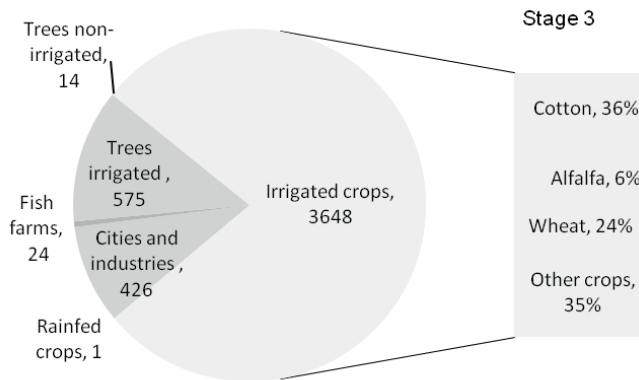 Stage 3
Trees non-
irrigated,
14
Trees
irrigated ,
575
Fish
farms,
24
Cities and
industries ,
426
Rainfed
crops, 1
Irrigated crops,
3648
Cotton, 36%
Alfalfa, 6%
Wheat, 24%
Other crops,
35%